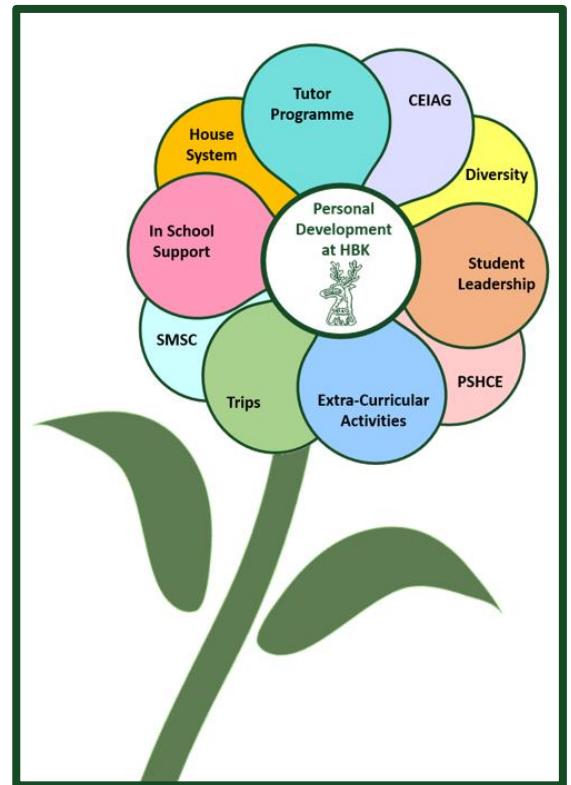 Tutor
Programme
CEIAG
Diversity
Student
Leadership
PSHCE
Extra-Curricular
Activities
Trips
SMSC
In School
Support
House
System
Personal
Development
at HBK